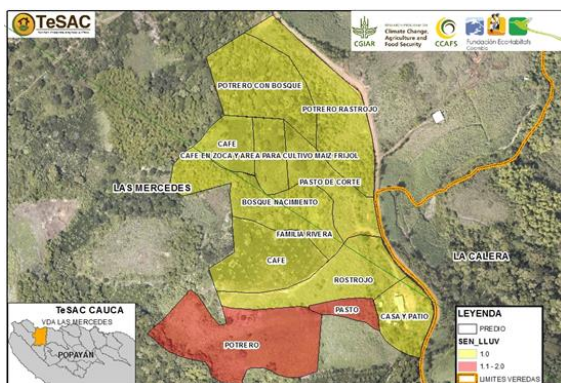 TeSAC
CGIAR
Climate Change,
Agriculture and
Food Security
CCAFS
Fundación EcoHabitats
Colombia
POTRERO CON BOSQUE
POTRERO RASTROJO
CAFE
CAFE EN ZOCA Y AREA PARA CULTIVO MAIZ FRIJOL
PASTO DE CORTE
LAS MERCEDES
BOSQUE NACIMIENTO
FAMILIA RIVERA
CAFE
LA CALERA
ROSTROJO
PASTO
CASA Y PATIO
POTRERO
TeSAC CAUCA
VDA LAS MERCEDES
POPAYÁN
LEYENDA
PREDIO
SEN_LLUV
1.0
1.1 - 2.0
LIMITES VEREDAS